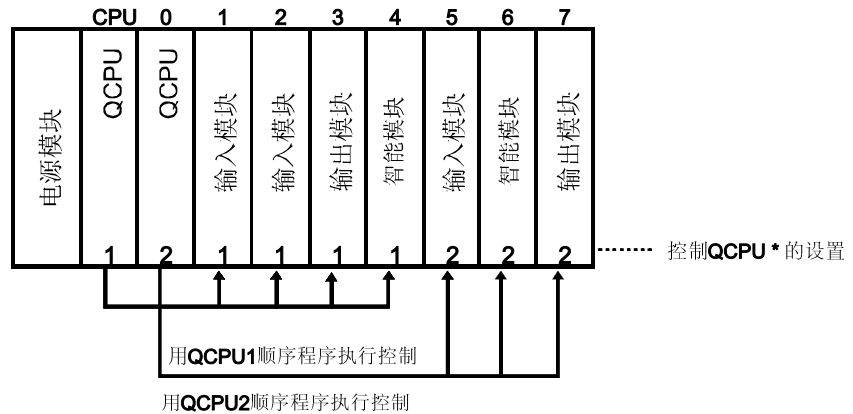 CPU 0 1 2 3 4 5 6 7
电源模块 QCPU QCPU 输入模块 输入模块 输出模块 智能模块 输入模块 智能模块 输出模块
1 2 1 1 1 1 2 2 2 控制QCPU * 的设置
用QCPU1顺序程序执行控制
用QCPU2顺序程序执行控制